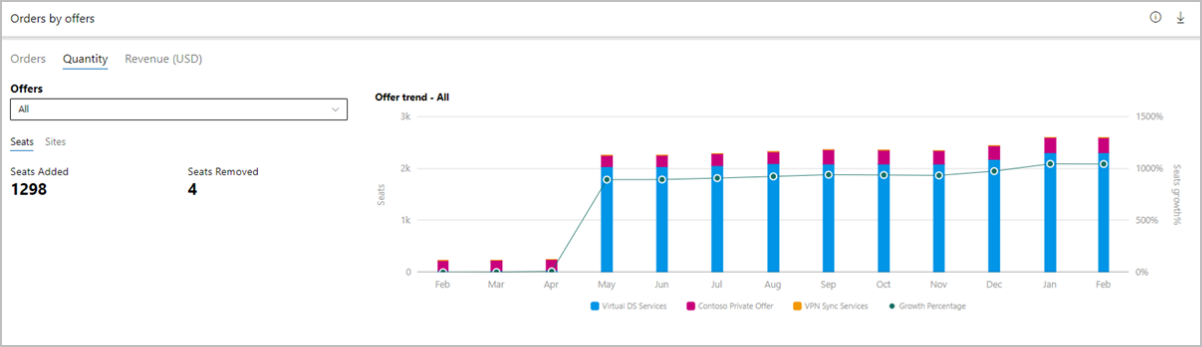 Orders by offers
Orders Quantity Revenue (USD)
Offers
All
Seats Sites
Seats Added Seats Removed
1298 4
Offer trend - All
3k 1500%
2k 1000%
1k 500%
0 0%
Seats
Seats growth%
Feb Mar Apr May Jun Jul Aug Sep Oct Nov Dec Jan Feb
Virtual DS Services Contoso Private Offer VPN Sync Services Growth Percentage